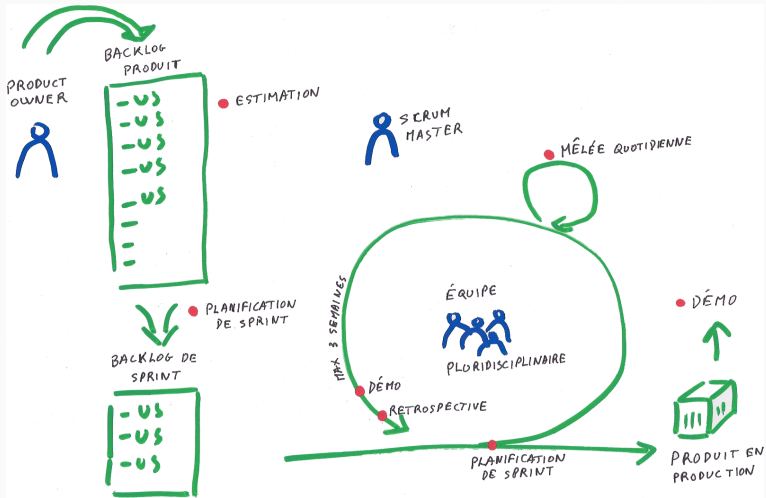 PRODUCT
OWNER
BACKLOG
PRODUIT
- US
- US
- US
- US
- US
ESTIMATION
SCRUM
MASTER
MÊLÉE QUOTIDIENNE
PLANIFICATION
DE SPRINT
BACKLOG DE
SPRINT
- US
- US
- US
MAX 3 SEMAINES
ÉQUIPE
PLURIDISCIPLINAIRE
DÉMO
RETROSPECTIVE
PLANIFICATION
DE SPRINT
DÉMO
PRODUIT EN
PRODUCTION